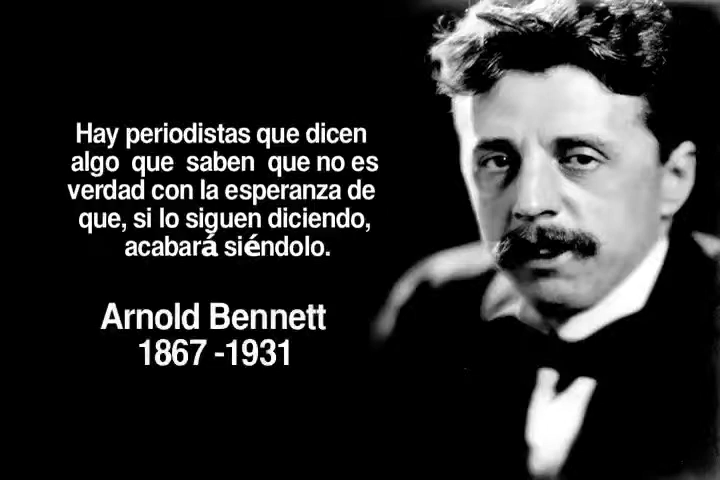 Hay periodistas que dicen
algo que saben que no es
verdad con la esperanza de
que, si lo siguen diciendo,
acabará siéndolo.
Arnold Bennett
1867 -1931